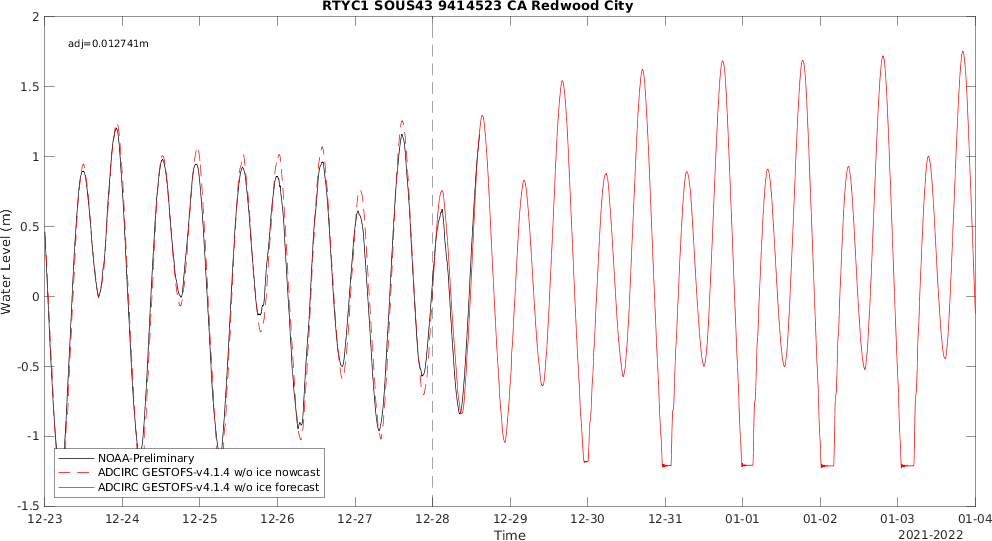 RTYC1 SOUS43 9414523 CA Redwood City
adj=0.012741m
2
1.5
1
0.5
0
-0.5
-1
-1.5
Water Level (m)
NOAA-Preliminary
ADCIRC GESTOFS-v4.1.4 w/o ice nowcast
ADCIRC GESTOFS-v4.1.4 w/o ice forecast
12-23 12-24 12-25 12-26 12-27 12-28 12-29 12-30 12-31 01-01 01-02 01-03 01-04
Time
2021-2022